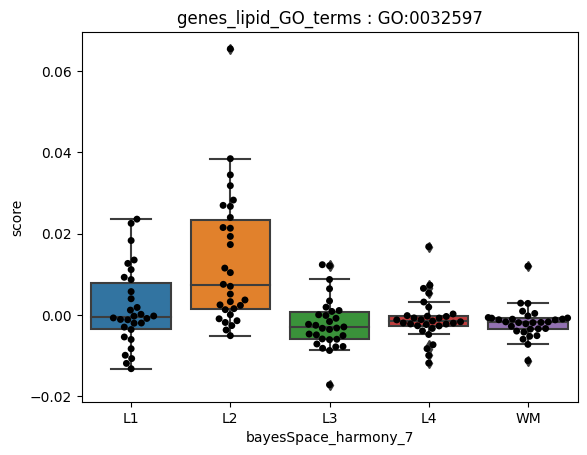 genes_lipid_GO_terms : GO:0032597
0.06
0.04
0.02
0.00
−0.02
score
L1 L2 L3 L4 WM
bayesSpace_harmony_7